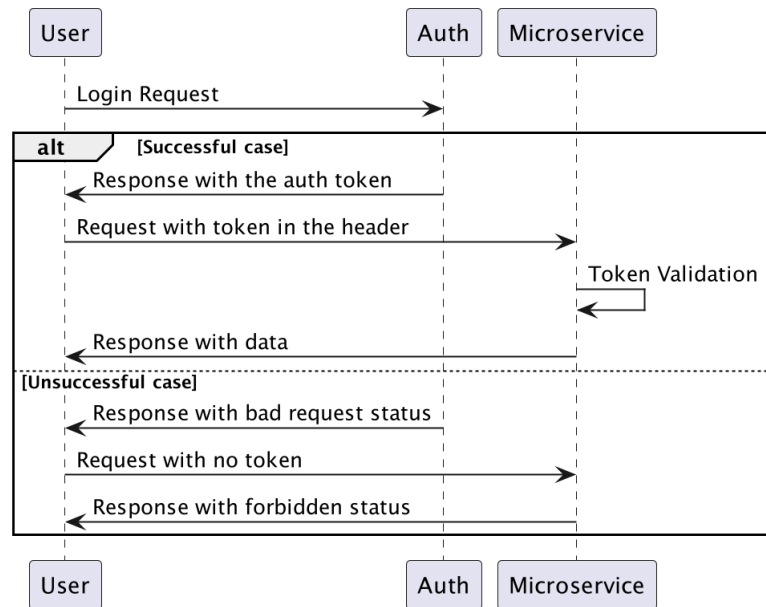 User Auth Microservice
Login Request
alt [Successful case]
Response with the auth token
Request with token in the header
Token Validation
Response with data
[Unsuccessful case]
Response with bad request status
Request with no token
Response with forbidden status
User Auth Microservice